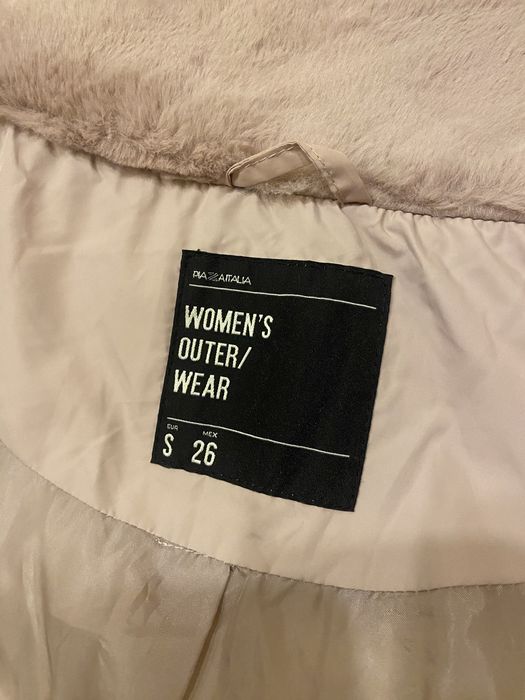 PIAZZAITALIA
WOMEN'S
OUTER/
WEAR
EUR MEX
S 26